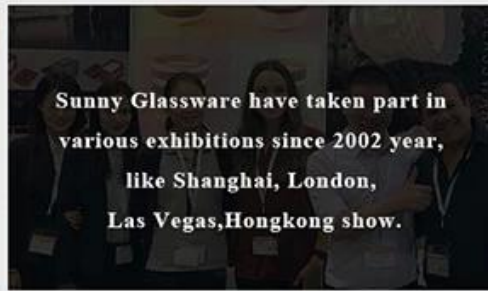 Sunny Glassware have taken part in
various exhibitions since 2002 year,
like Shanghai, London,
Las Vegas,Hongkong show.